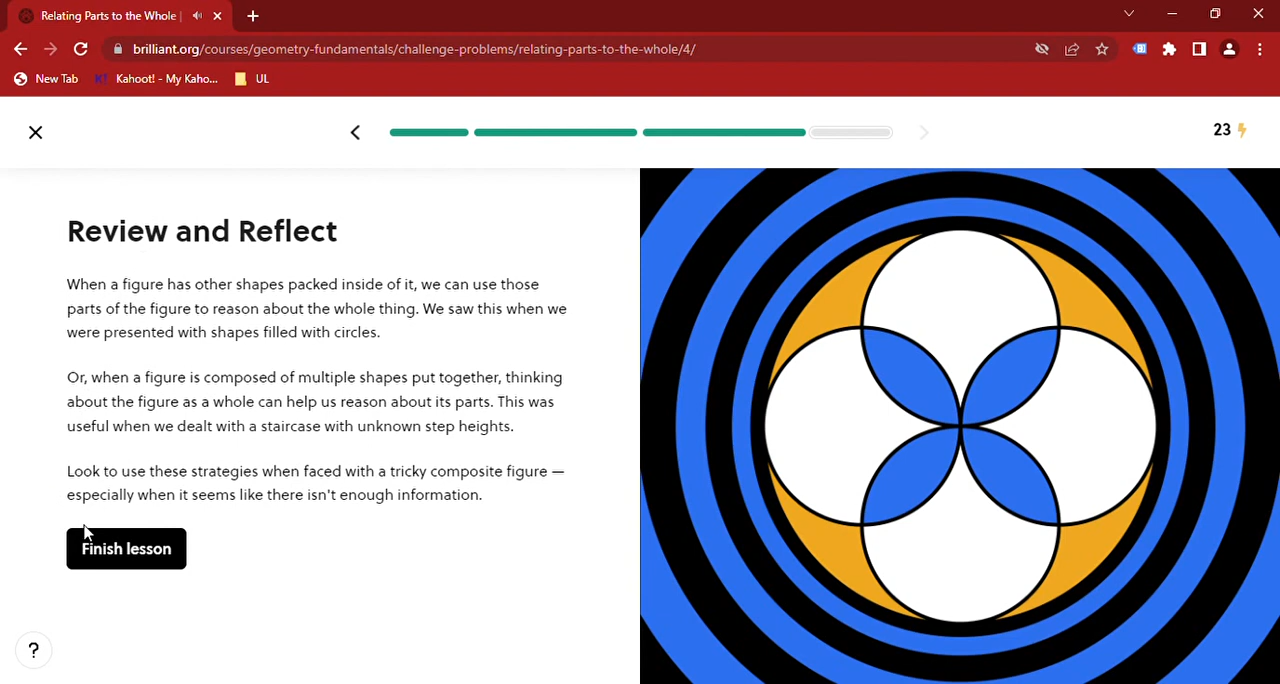 Relating Parts to the Whole |
brilliant.org/courses/geometry-fundamentals/challenge-problems/relating-parts-to-the-whole/4/
New Tab
K! Kahoot! - My Kaho...
UL
23
Review and Reflect
When a figure has other shapes packed inside of it, we can use those
parts of the figure to reason about the whole thing. We saw this when we
were presented with shapes filled with circles.
Or, when a figure is composed of multiple shapes put together, thinking
about the figure as a whole can help us reason about its parts. This was
useful when we dealt with a staircase with unknown step heights.
Look to use these strategies when faced with a tricky composite figure —
especially when it seems like there isn't enough information.
Finish lesson
?